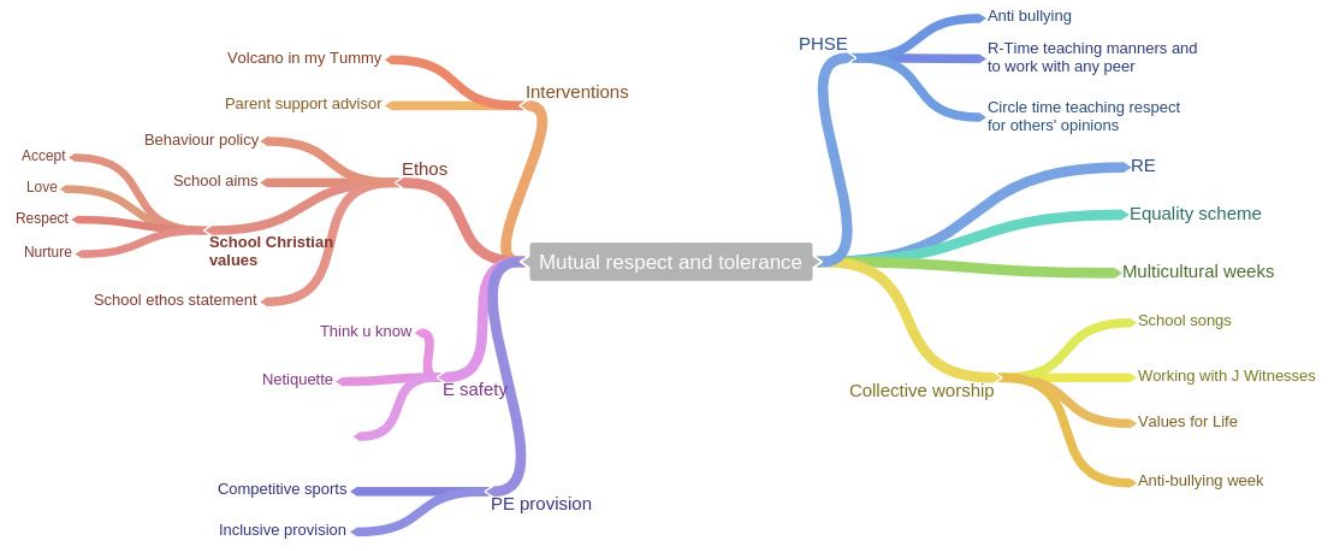 Mutual respect and tolerance
PHSE
Anti bullying
R-Time teaching manners and
to work with any peer
Circle time teaching respect
for others' opinions
RE
Equality scheme
Multicultural weeks
Collective worship
School songs
Working with J Witnesses
Values for Life
Anti-bullying week
Interventions
Volcano in my Tummy
Parent support advisor
Ethos
Behaviour policy
School aims
School Christian
values
Accept
Love
Respect
Nurture
School ethos statement
E safety
Think u know
Netiquette
PE provision
Competitive sports
Inclusive provision